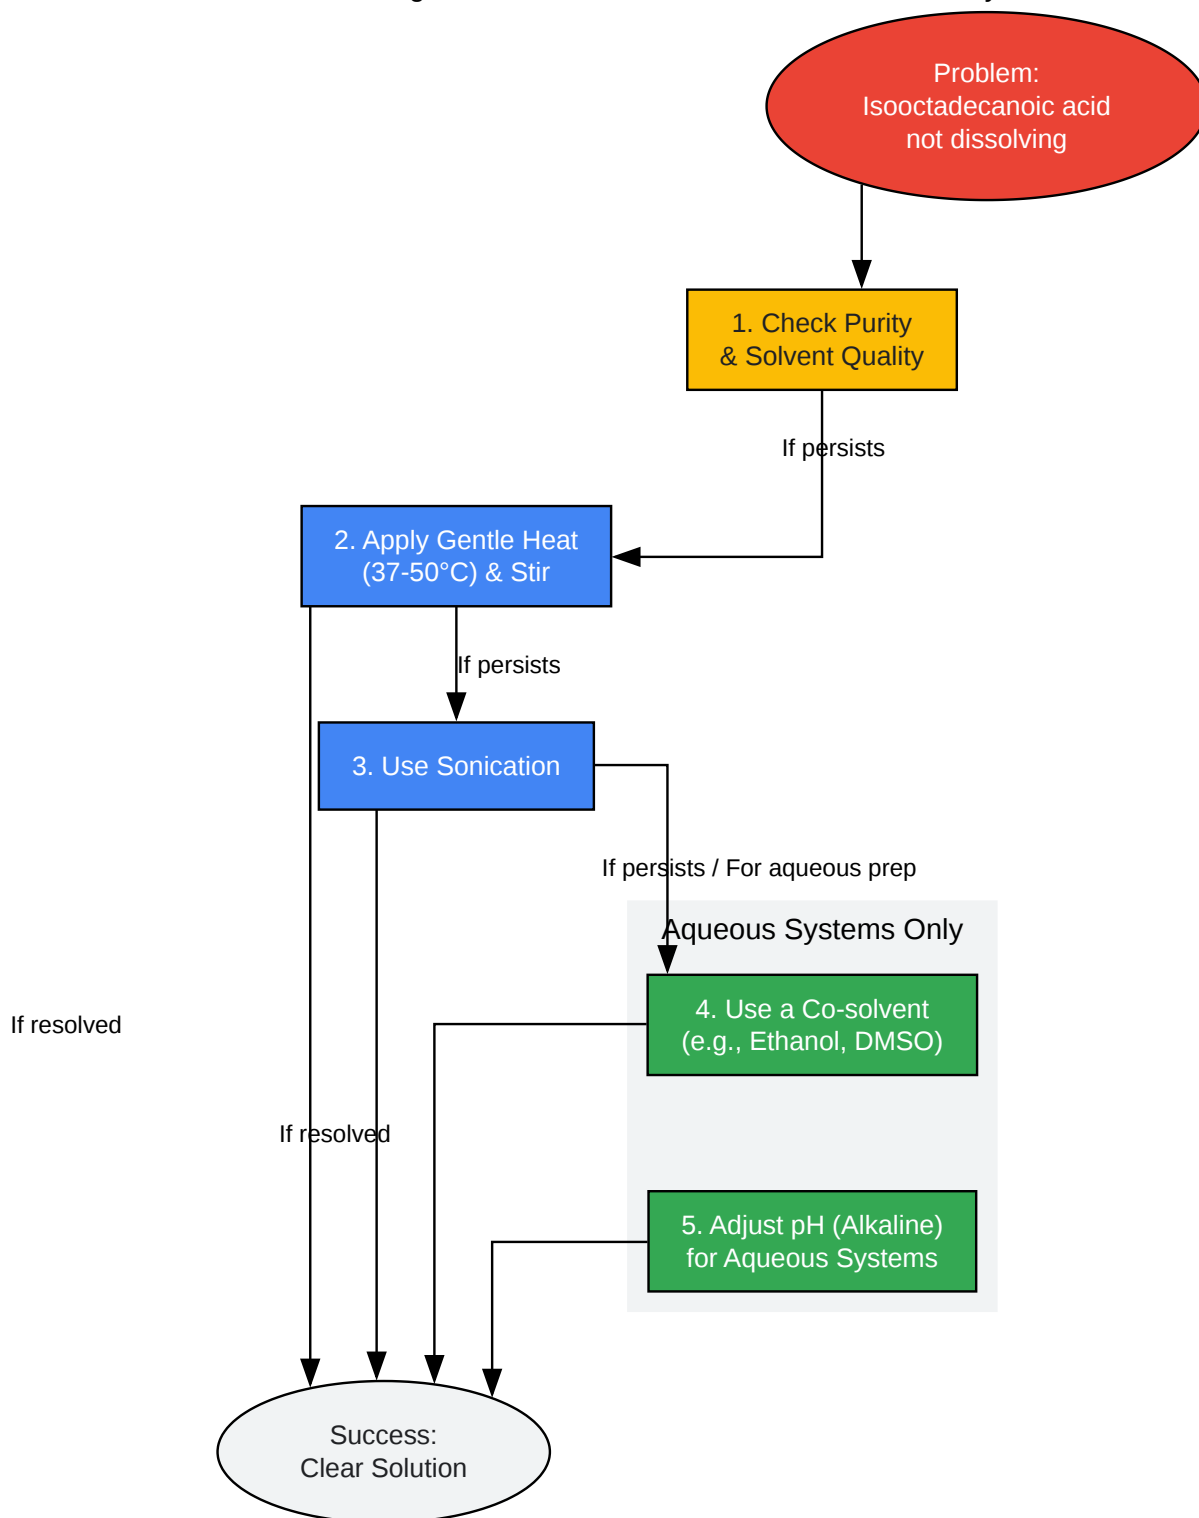 Problem:
Isooctadecanoic acid
not dissolving
1. Check Purity
& Solvent Quality
If persists
2. Apply Gentle Heat
(37-50°C) & Stir
If persists
3. Use Sonication
If persists / For aqueous prep
Aqueous Systems Only
4. Use a Co-solvent
(e.g., Ethanol, DMSO)
If resolved
If resolved
5. Adjust pH (Alkaline)
for Aqueous Systems
Success:
Clear Solution